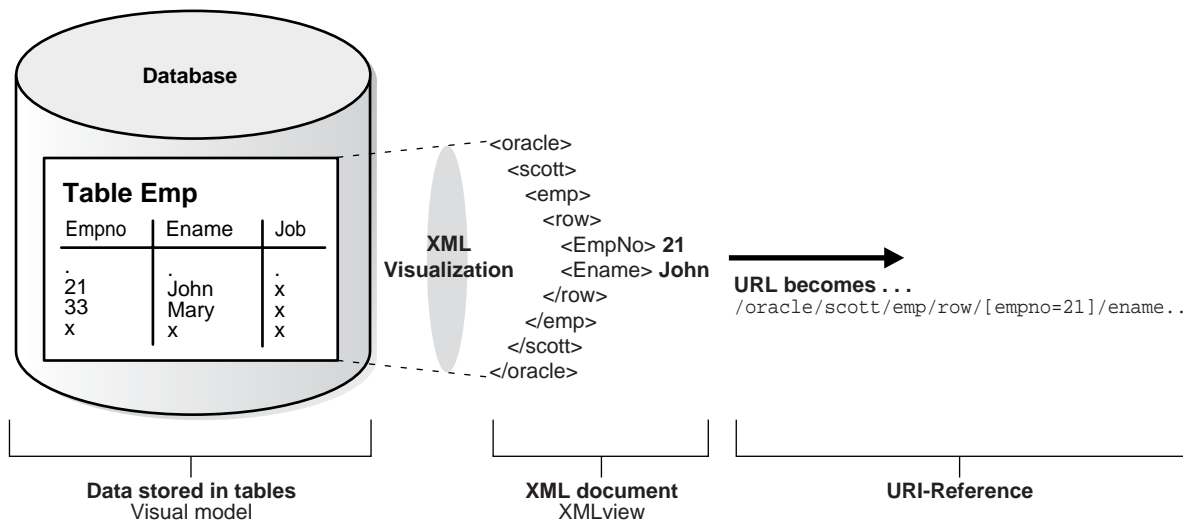 Database
Table Emp
Empno Ename Job
. . .
21 John x
33 Mary x
x x x
XML
Visualization
<oracle>
<scott>
<emp>
<row>
<EmpNo> 21
<Ename> John
</row>
</emp>
</scott>
</oracle>
URL becomes . . .
/oracle/scott/emp/row/[empno=21]/ename..
Data stored in tables
Visual model
XML document
XMLview
URI-Reference